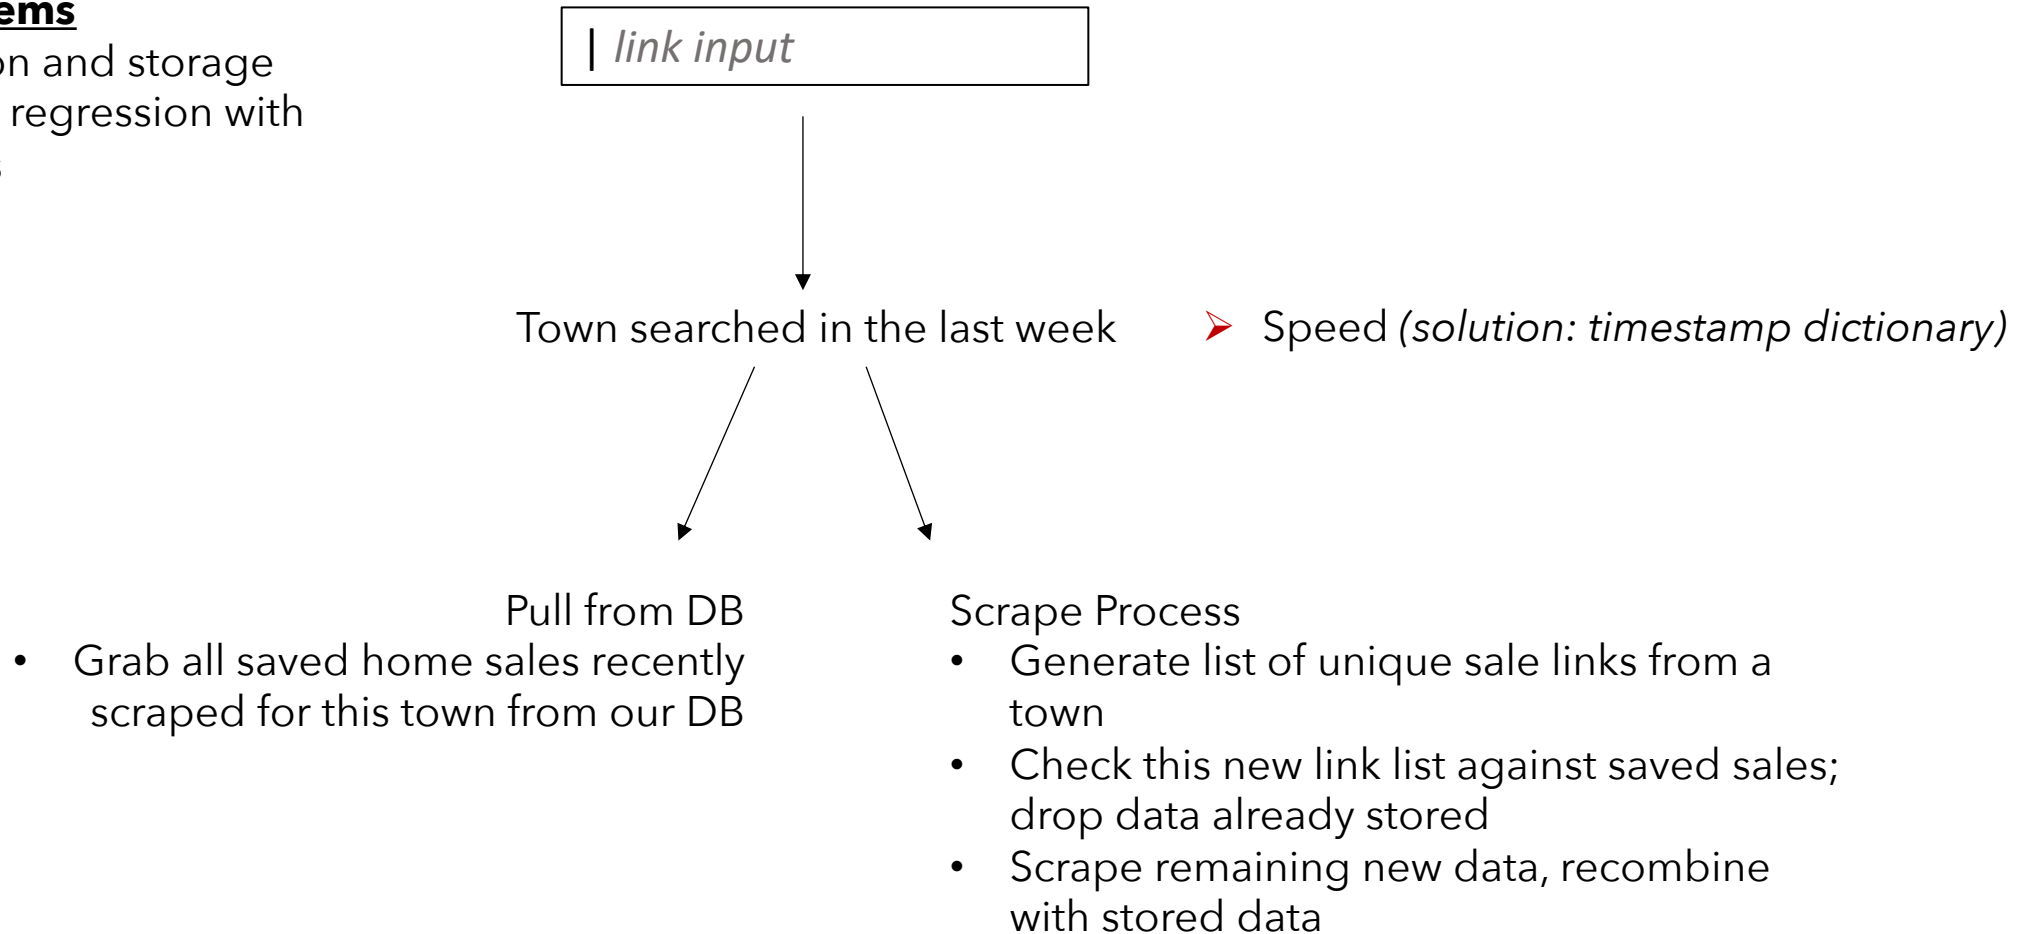 ems
on and storage
regression with
s
| link input
Town searched in the last week
➢ Speed (solution: timestamp dictionary)
Pull from DB
• Grab all saved home sales recently
scraped for this town from our DB
Scrape Process
• Generate list of unique sale links from a
town
• Check this new link list against saved sales;
drop data already stored
• Scrape remaining new data, recombine
with stored data